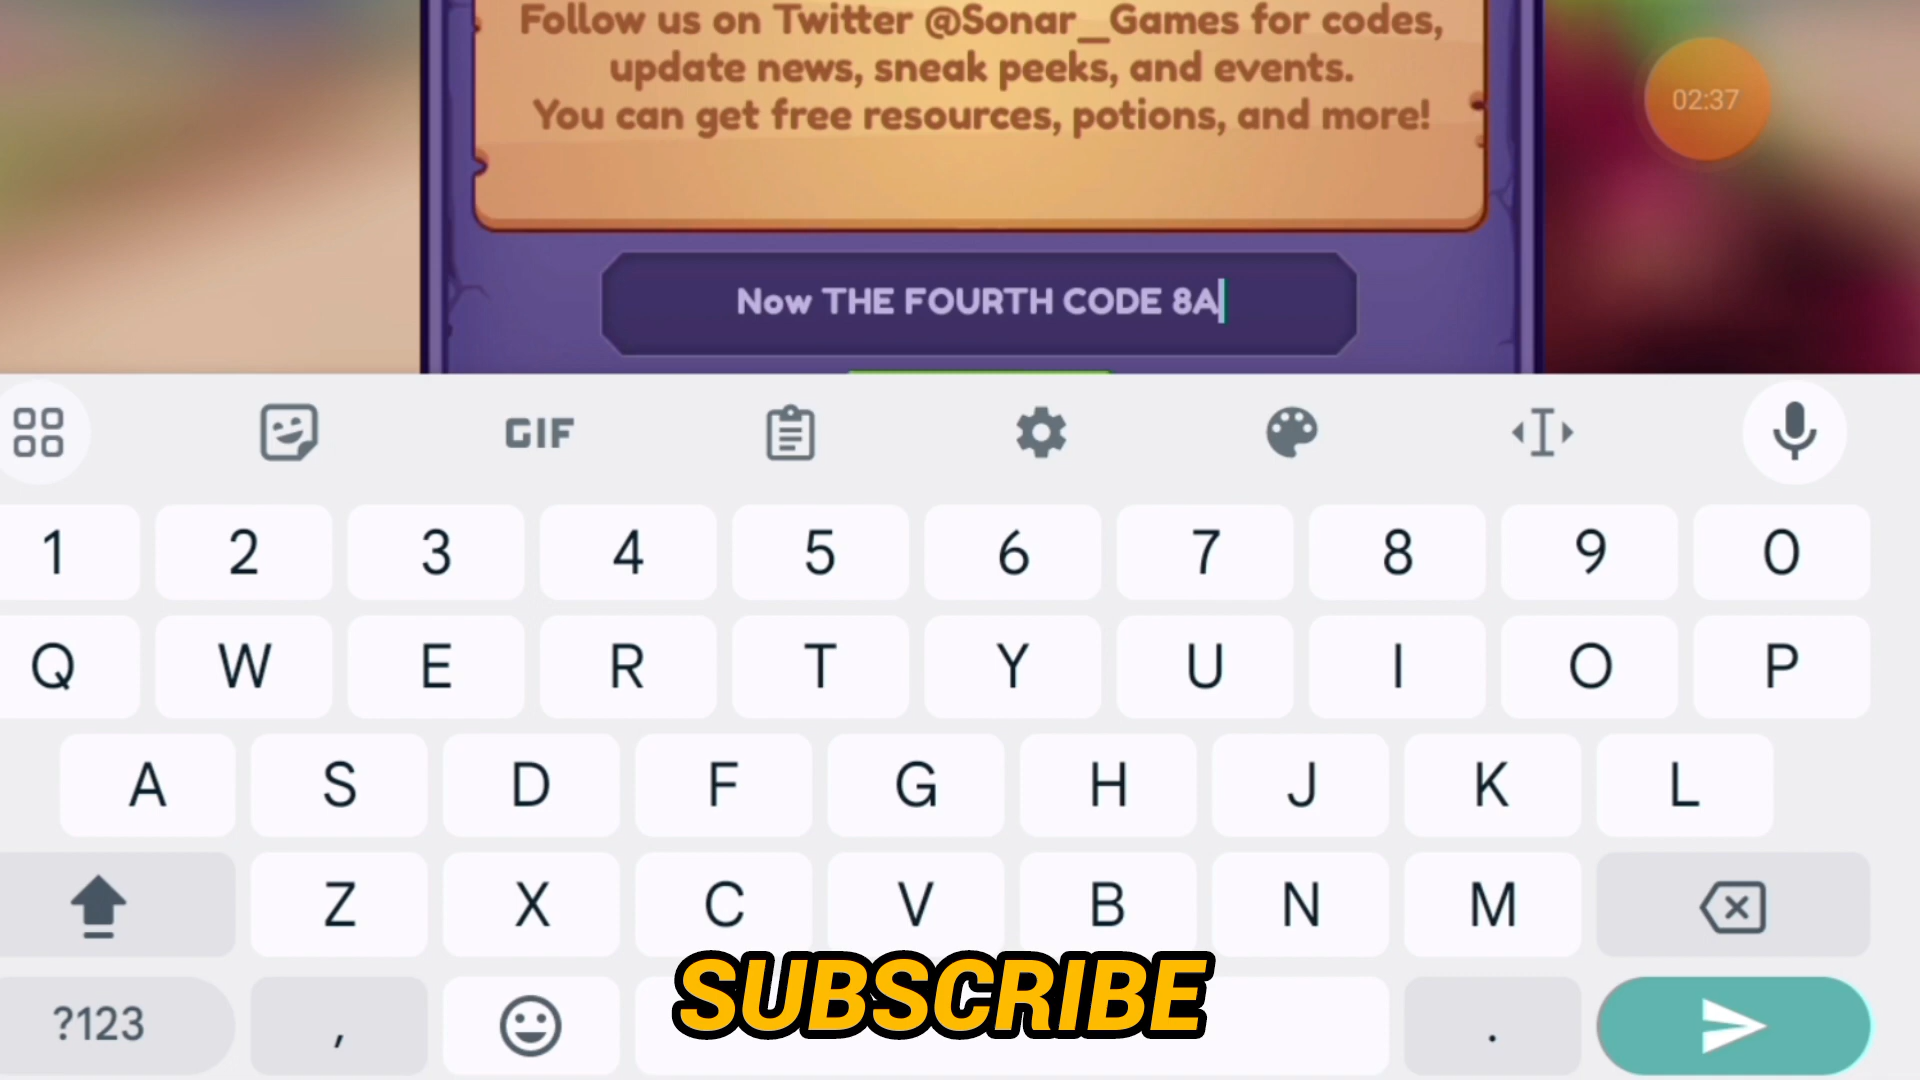 Follow us on Twitter @Sonar_Games for codes,
update news, sneak peeks, and events.
You can get free resources, potions, and more!
02:37
Now THE FOURTH CODE 8A
GIF
1 2 3 4 5 6 7 8 9 0
Q W E R T Y U I O P
A S D F G H J K L
Z X C V B N M
SUBSCRIBE
?123 , .